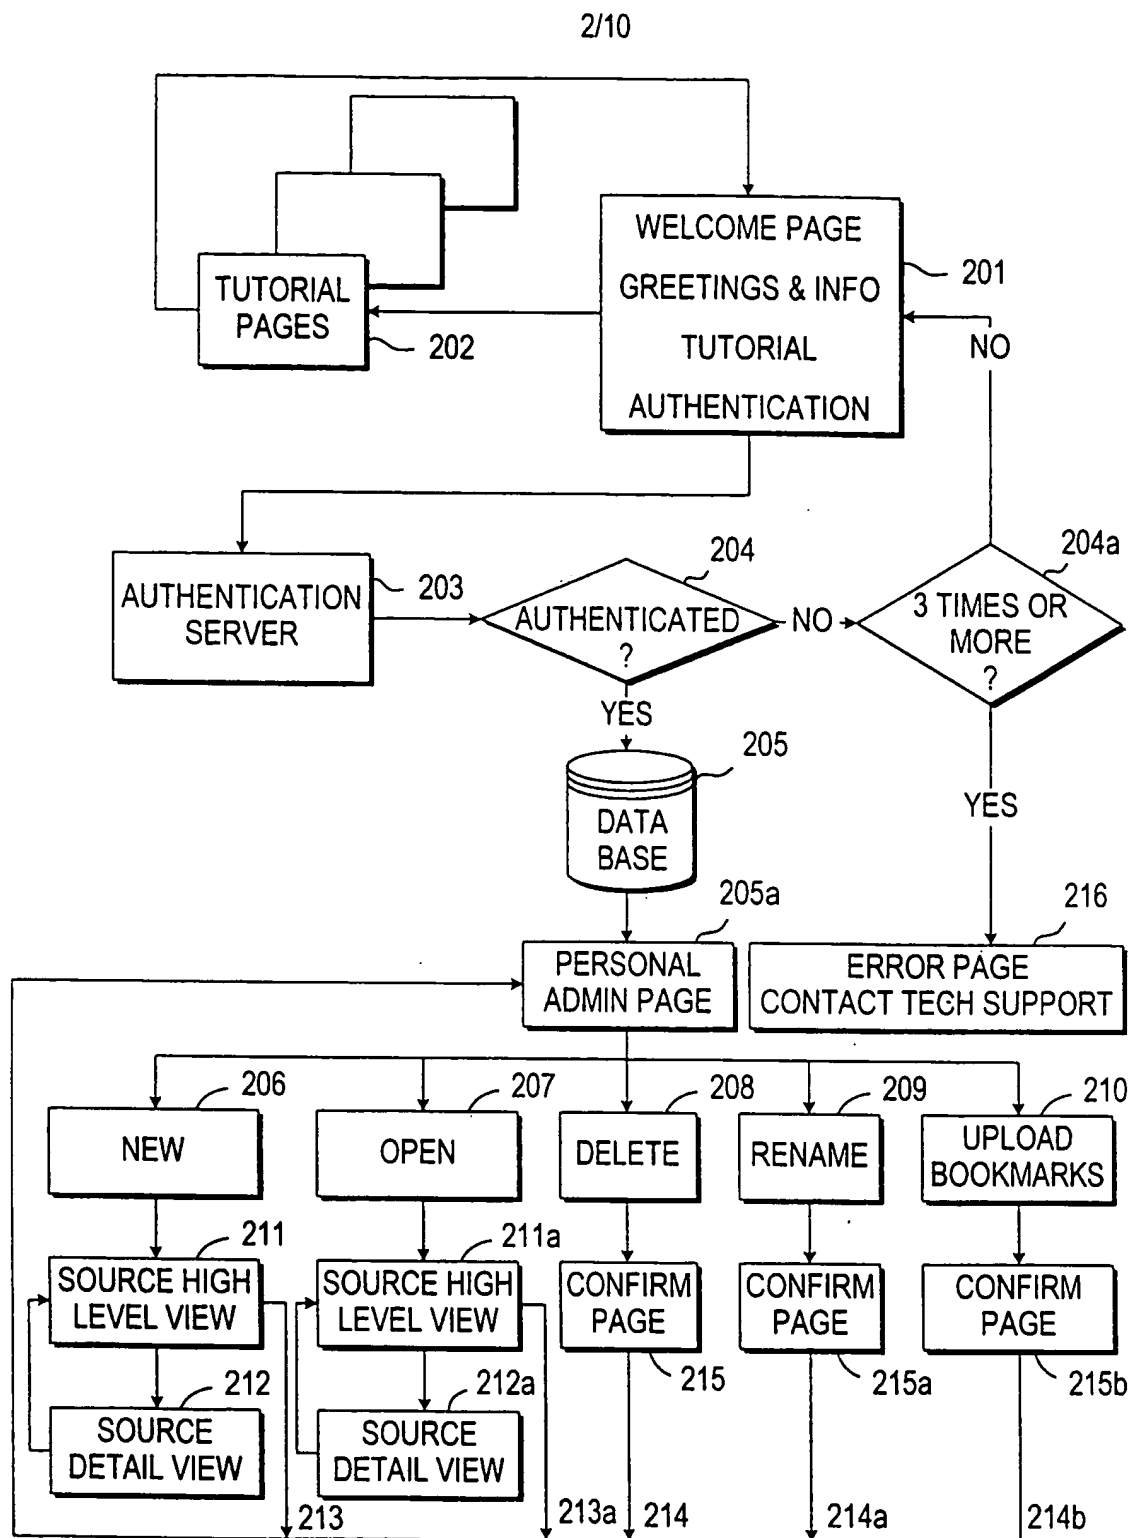 2/10
WELCOME PAGE
GREETINGS & INFO
TUTORIAL
AUTHENTICATION
201
TUTORIAL
PAGES
202
NO
AUTHENTICATION
SERVER
203
204
AUTHENTICATED
?
NO
204a
3 TIMES OR
MORE
?
YES
205
DATA
BASE
YES
205a
PERSONAL
ADMIN PAGE
216
ERROR PAGE
CONTACT TECH SUPPORT
206
NEW
207
OPEN
208
DELETE
209
RENAME
210
UPLOAD
BOOKMARKS
211
SOURCE HIGH
LEVEL VIEW
211a
SOURCE HIGH
LEVEL VIEW
CONFIRM
PAGE
215
CONFIRM
PAGE
215a
CONFIRM
PAGE
215b
212
SOURCE
DETAIL VIEW
212a
SOURCE
DETAIL VIEW
213
213a
214
214a
214b